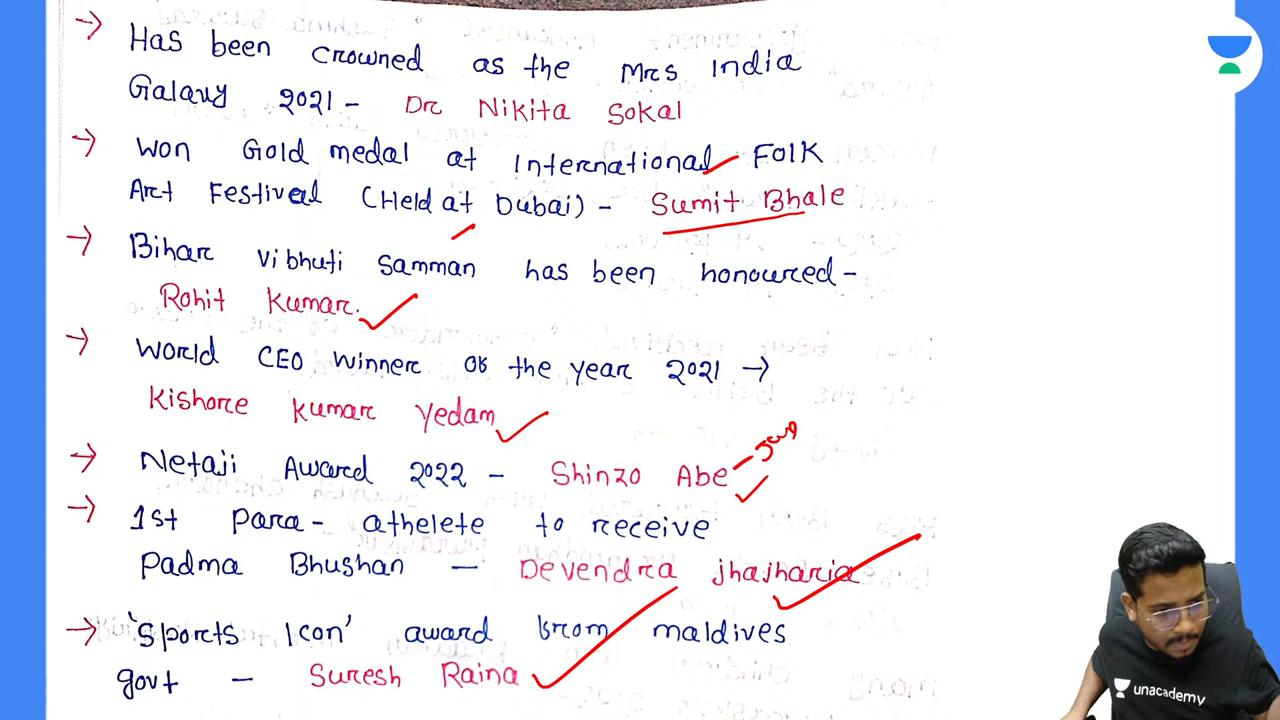 → Has been crowned as the Mrs India
Galaxy 2021 - Dr Nikita Sokal
→ Won Gold medal at International Folk
Art Festival (Held at Dubai) - Sumit Bhale
→ Bihar Vibhuti Samman has been honoured -
Rohit Kumar.
→ World CEO Winner of the year 2021 →
Kishore Kumar Yedam
→ Netaji Award 2022 - Shinzo Abe -
→ 1st Para-athelete to receive
Padma Bhushan - Devendra Jhajharia
→ 'Sports Icon' award from maldives
govt - Suresh Raina
unacademy